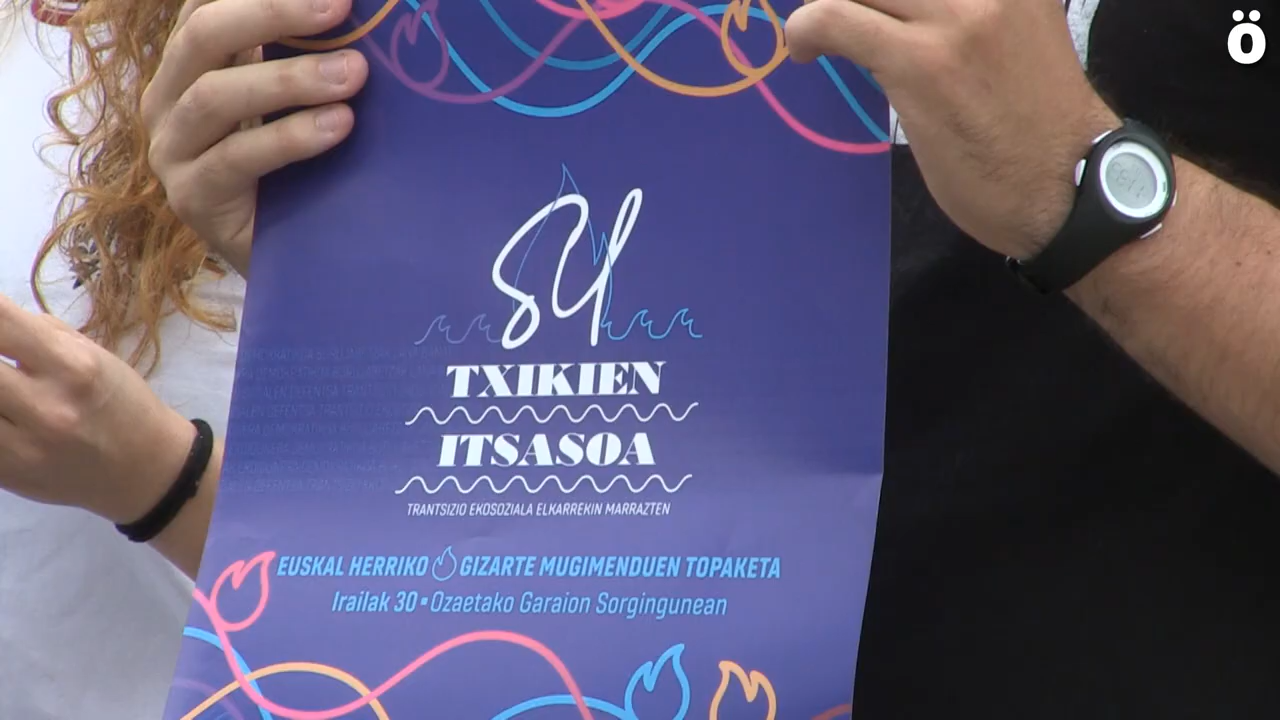 ö
SU
TXIKIEN
ITSASOA
TRANTSIZIO EKOSOZIALA ELKARREKIN MARRAZTEN
EUSKAL HERRIKO GIZARTE MUGIMENDUEN TOPAKETA
Irailak 30 ▪ Ozaetako Garaion Sorgingunean